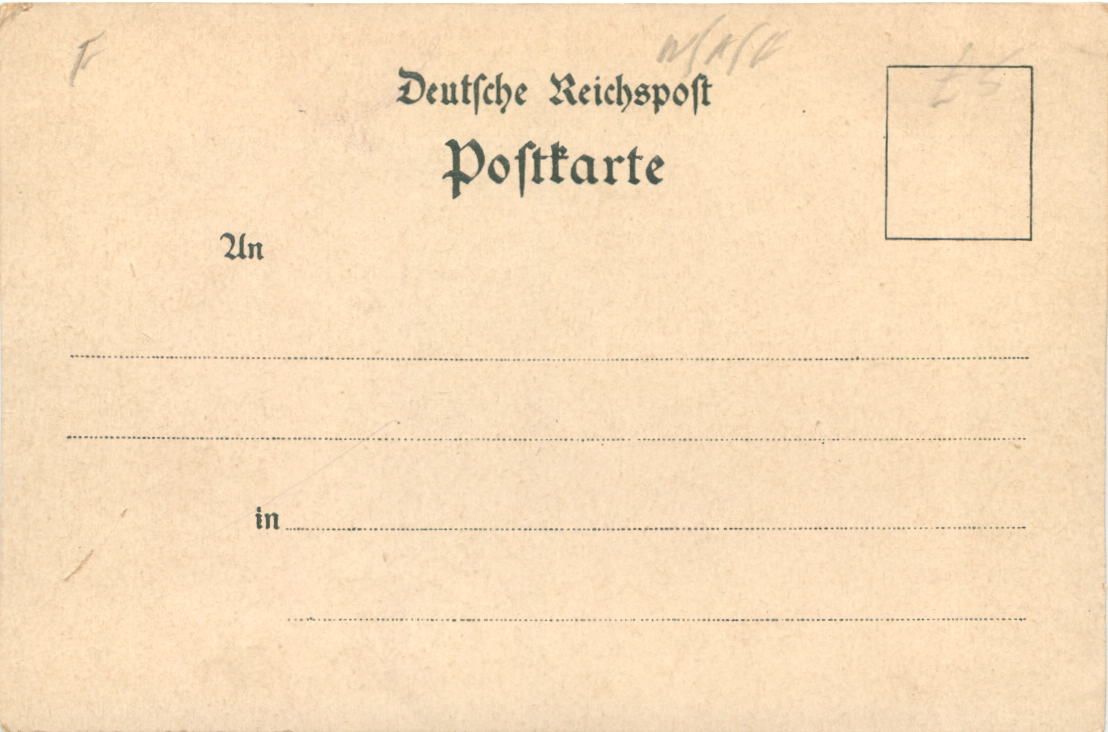 Deutſche Reichspoſt
Poſtkarte
An
in